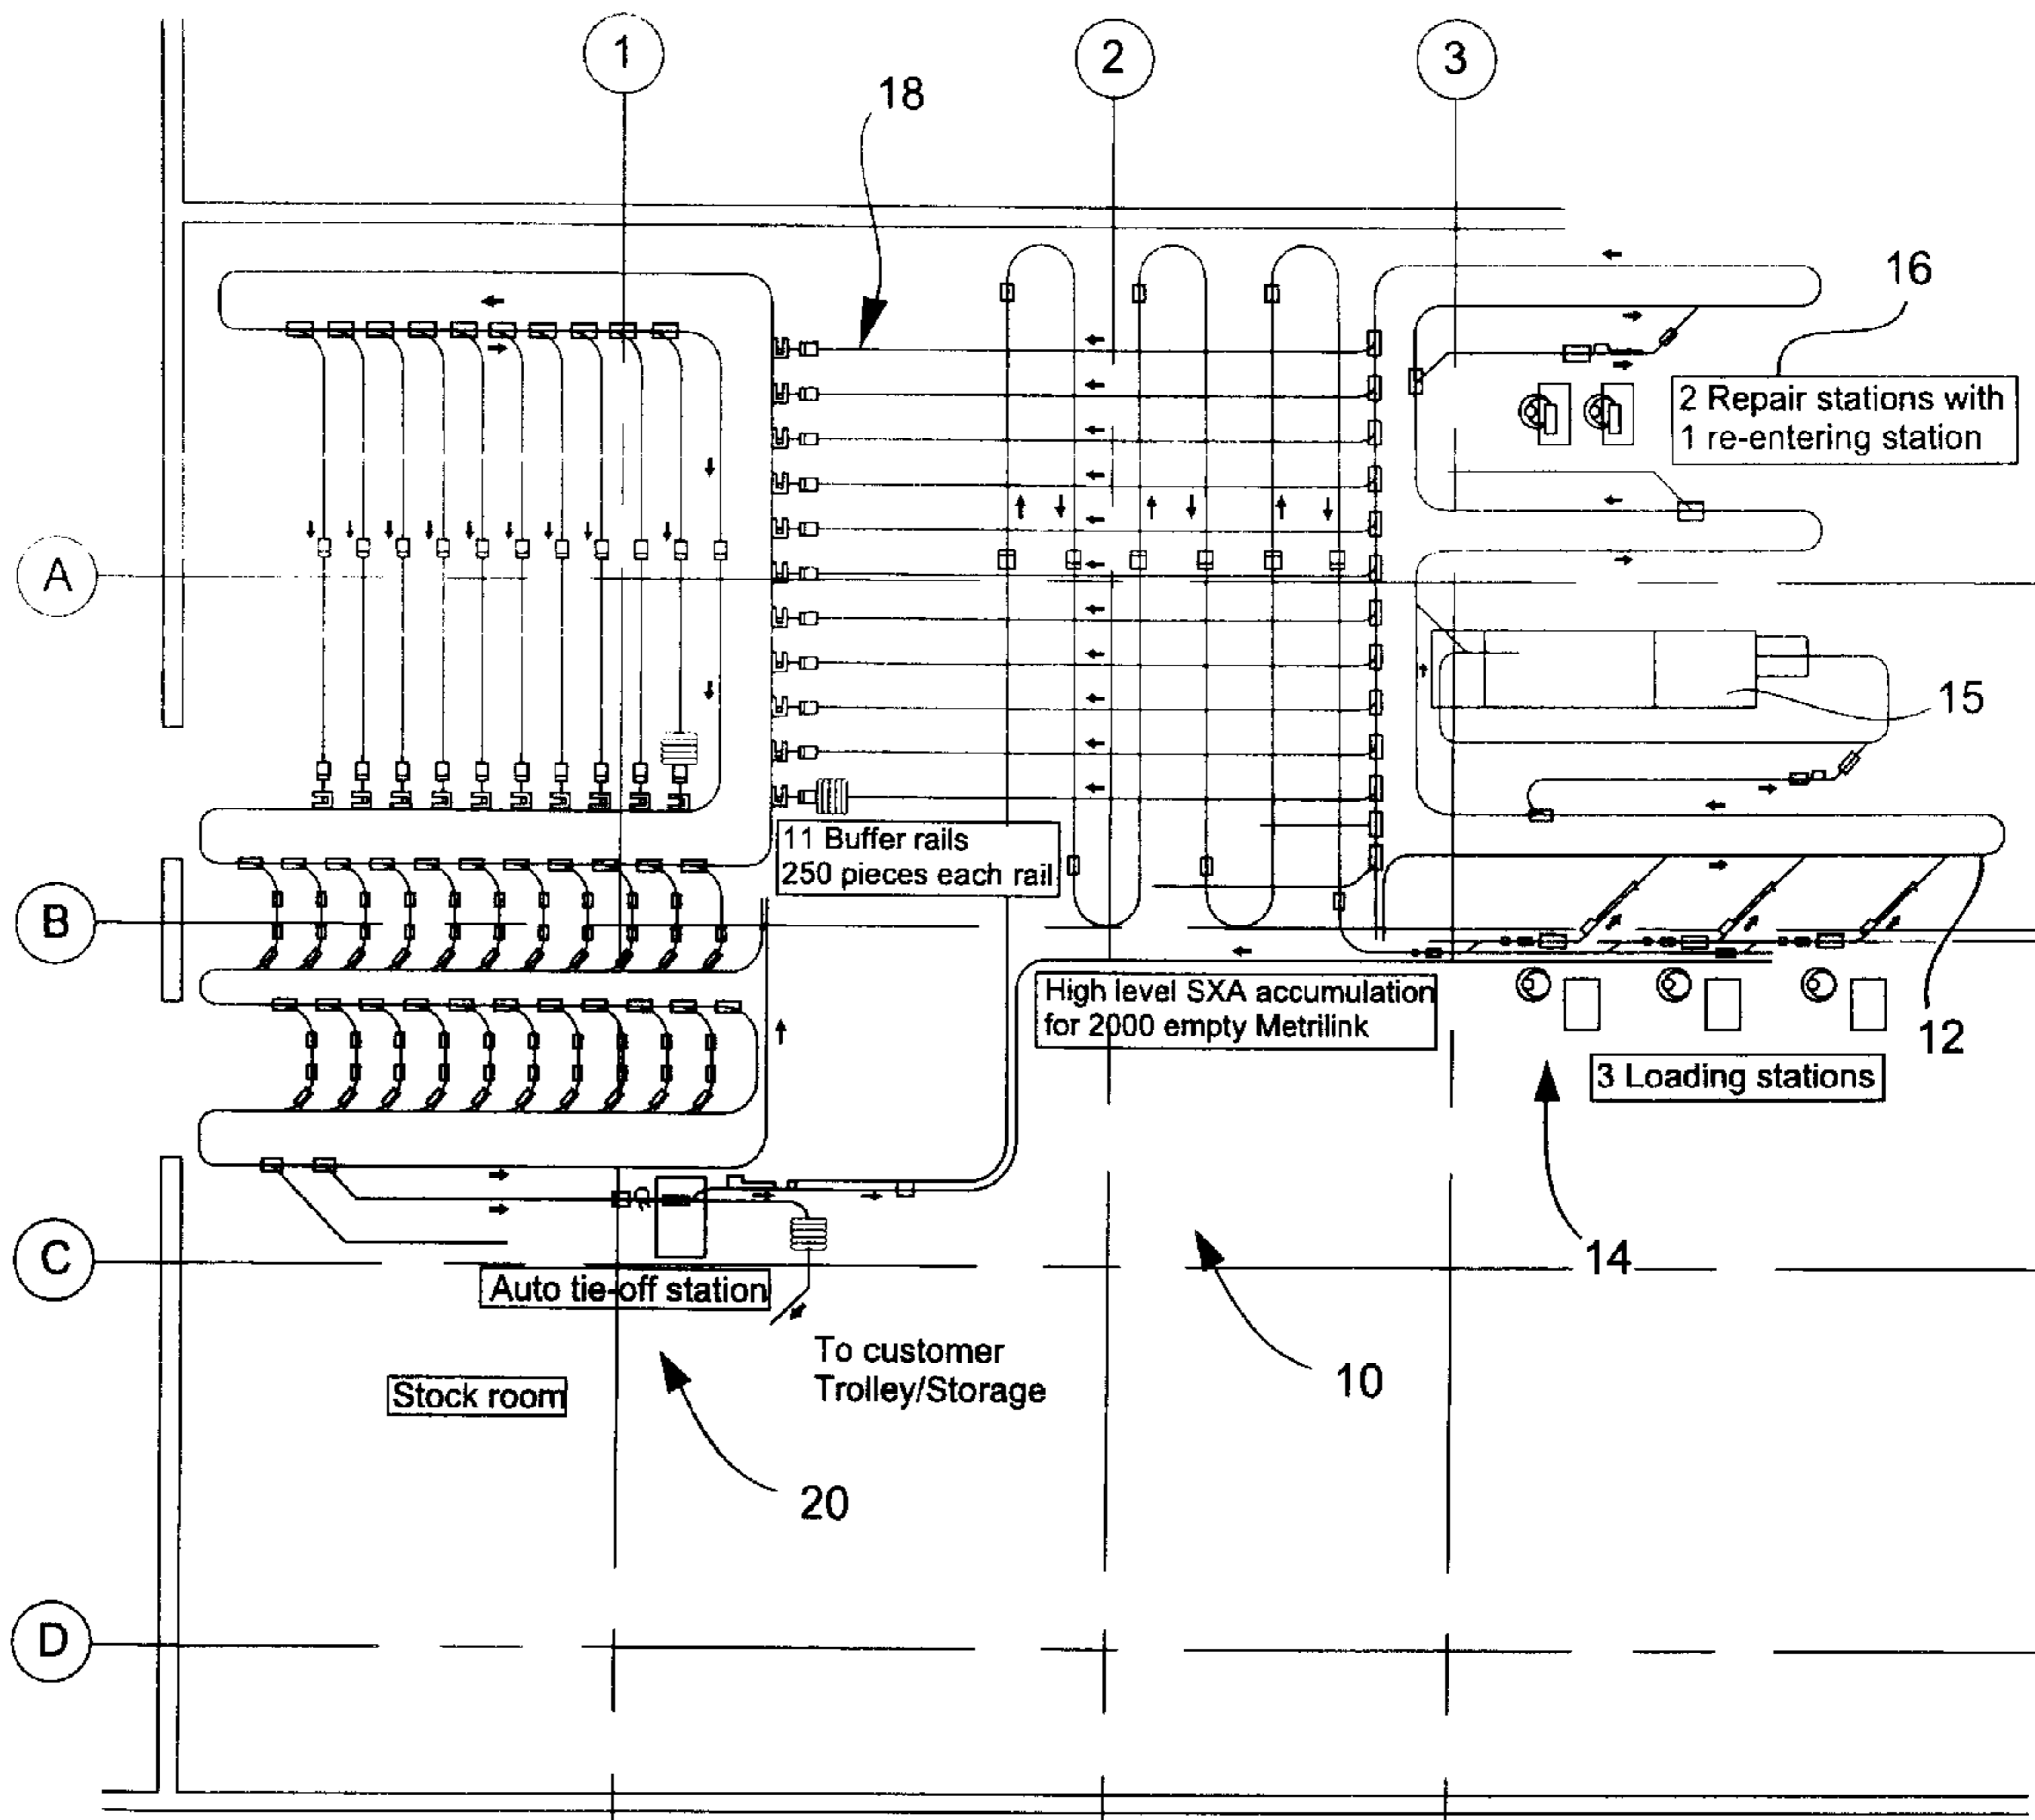 1
2
3
18
16
2 Repair stations with
1 re-entering station
A
15
11 Buffer rails
250 pieces each rail
B
High level SXA accumulation
for 2000 empty Metrilink
12
3 Loading stations
14
C
Auto tie-off station
To customer
Trolley/Storage
10
Stock room
20
D